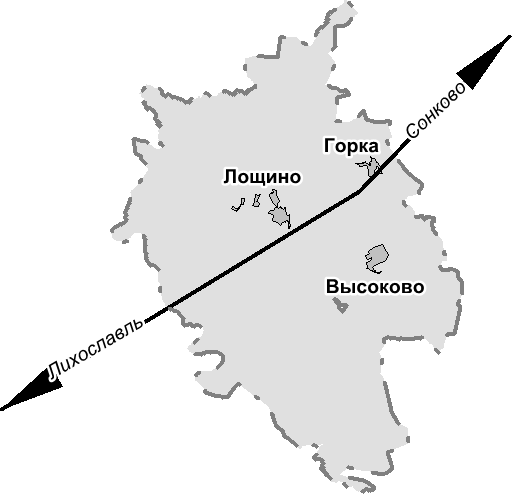 Сонково
Горка
Лощино
Высоково
Лихославль